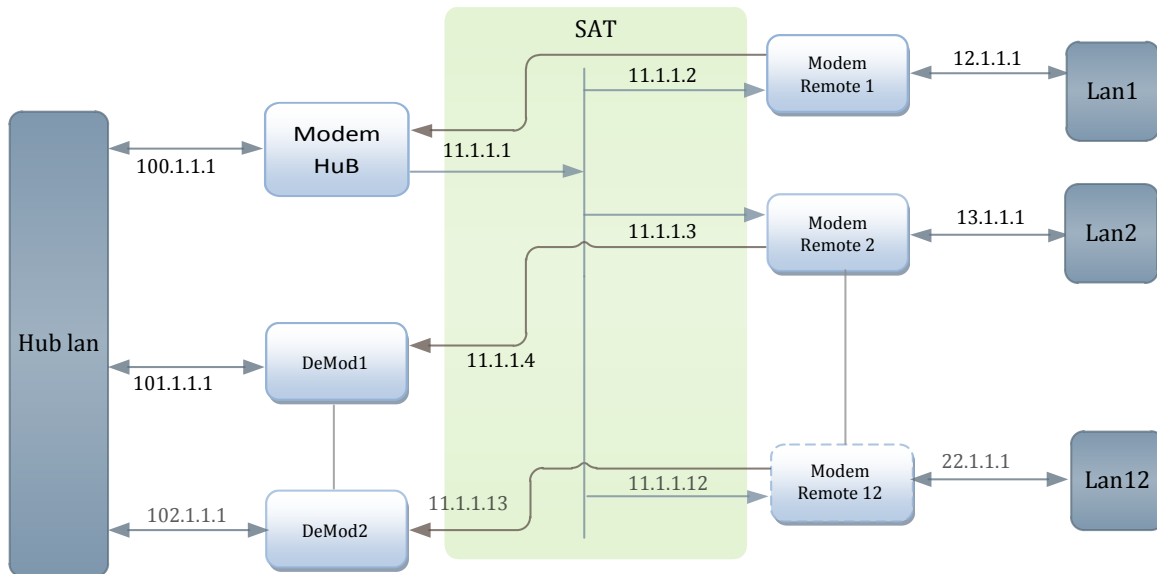 SAT
Modem
Remote 1
11.1.1.2
12.1.1.1
Lan1
Modem
HuB
100.1.1.1
11.1.1.1
Modem
Remote 2
11.1.1.3
13.1.1.1
Lan2
Hub lan
DeMod1
101.1.1.1
11.1.1.4
Modem
Remote 12
11.1.1.12
22.1.1.1
Lan12
DeMod2
102.1.1.1
11.1.1.13